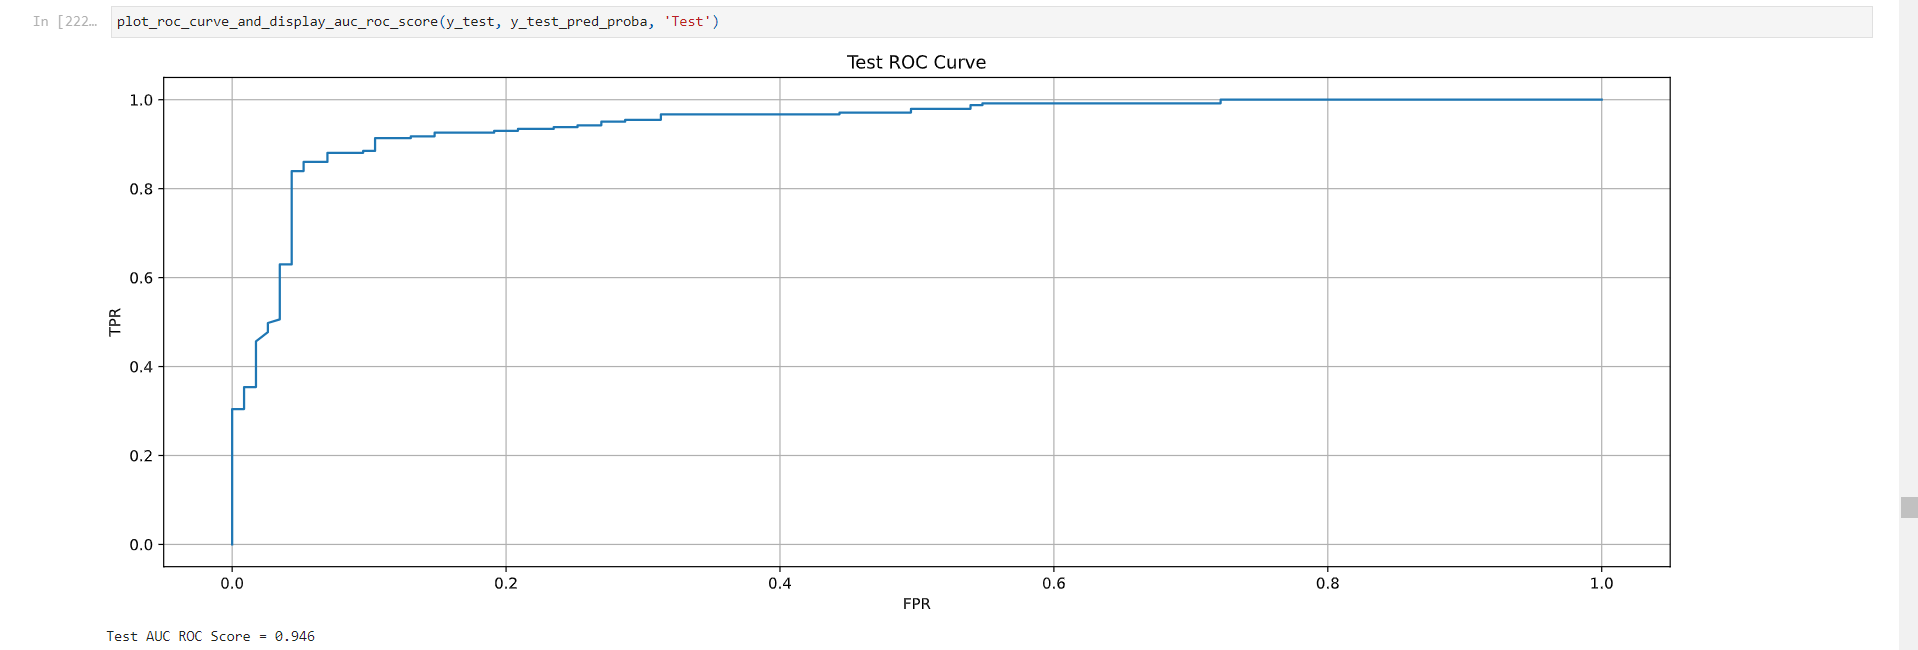 In [222…
plot_roc_curve_and_display_auc_roc_score(y_test, y_test_pred_proba, 'Test')
Test ROC Curve
1.0
0.8
0.6
0.4
0.2
0.0
TPR
0.0 0.2 0.4 0.6 0.8 1.0
FPR
Test AUC ROC Score = 0.946